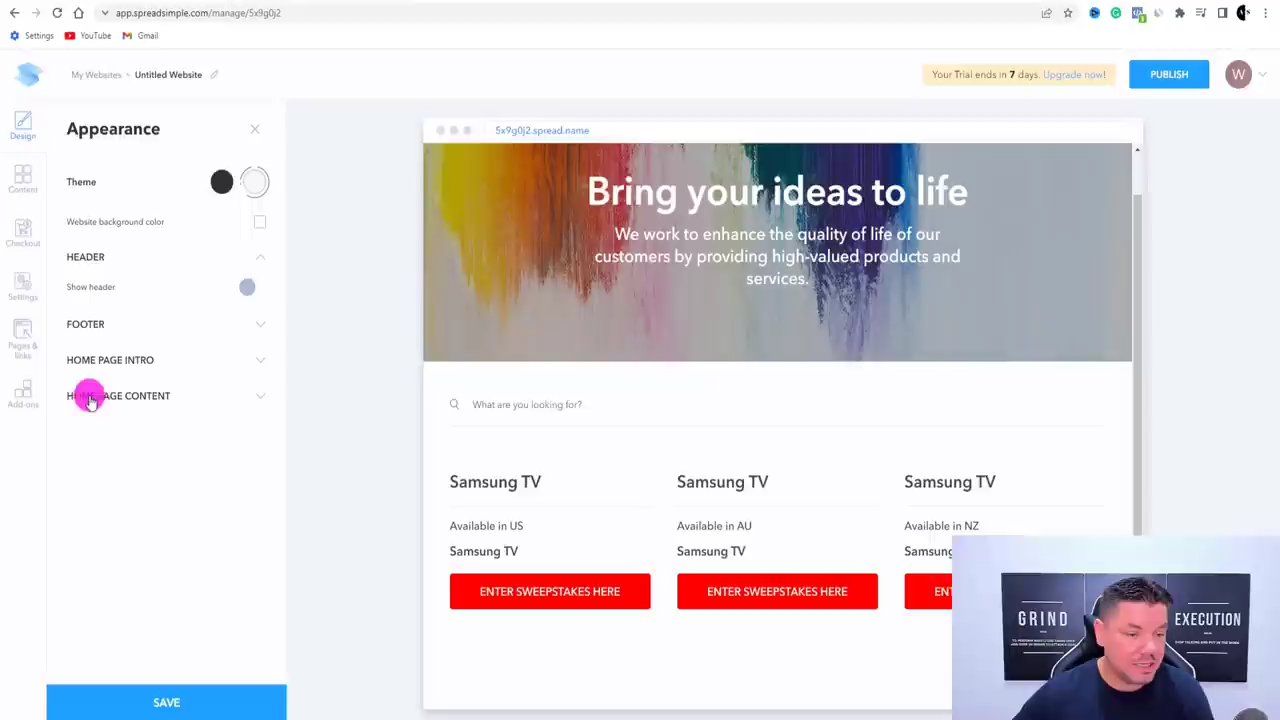 app.spreadsimple.com/manage/5x9g0j2
Settings
YouTube
Gmail
My Websites
Untitled Website
Your Trial ends in 7 days. Upgrade now!
PUBLISH
W
Design
Content
Checkout
Settings
Pages & links
Add-ons
Appearance
Theme
Website background color
HEADER
Show header
FOOTER
HOME PAGE INTRO
HOME PAGE CONTENT
SAVE
5x9g0j2.spread.name
Bring your ideas to life
We work to enhance the quality of life of our
customers by providing high-valued products and
services.
What are you looking for?
Samsung TV Samsung TV Samsung TV
Available in US Available in AU Available in NZ
Samsung TV Samsung TV Samsung
ENTER SWEEPSTAKES HERE ENTER SWEEPSTAKES HERE EN
GRIND
EXECUTION